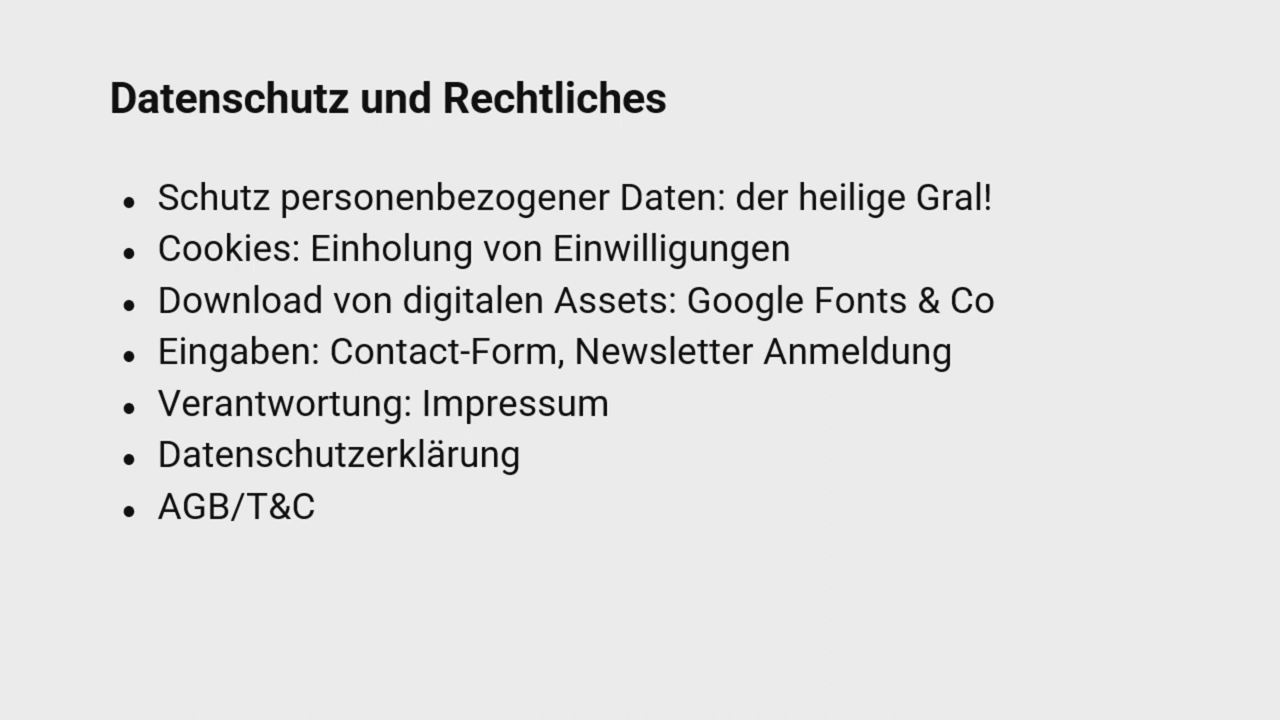 Datenschutz und Rechtliches
• Schutz personenbezogener Daten: der heilige Gral!
• Cookies: Einholung von Einwilligungen
• Download von digitalen Assets: Google Fonts & Co
• Eingaben: Contact-Form, Newsletter Anmeldung
• Verantwortung: Impressum
• Datenschutzerklärung
• AGB/T&C